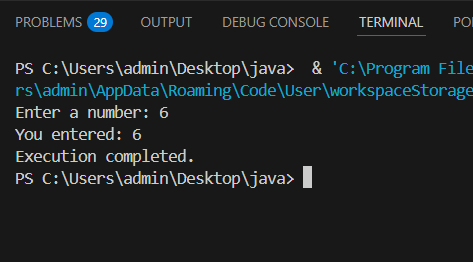 PROBLEMS 29 OUTPUT DEBUG CONSOLE TERMINAL
PS C:\Users\admin\Desktop\java> & 'C:\Program File
rs\admin\AppData\Roaming\Code\User\workspaceStorage
Enter a number: 6
You entered: 6
Execution completed.
PS C:\Users\admin\Desktop\java>